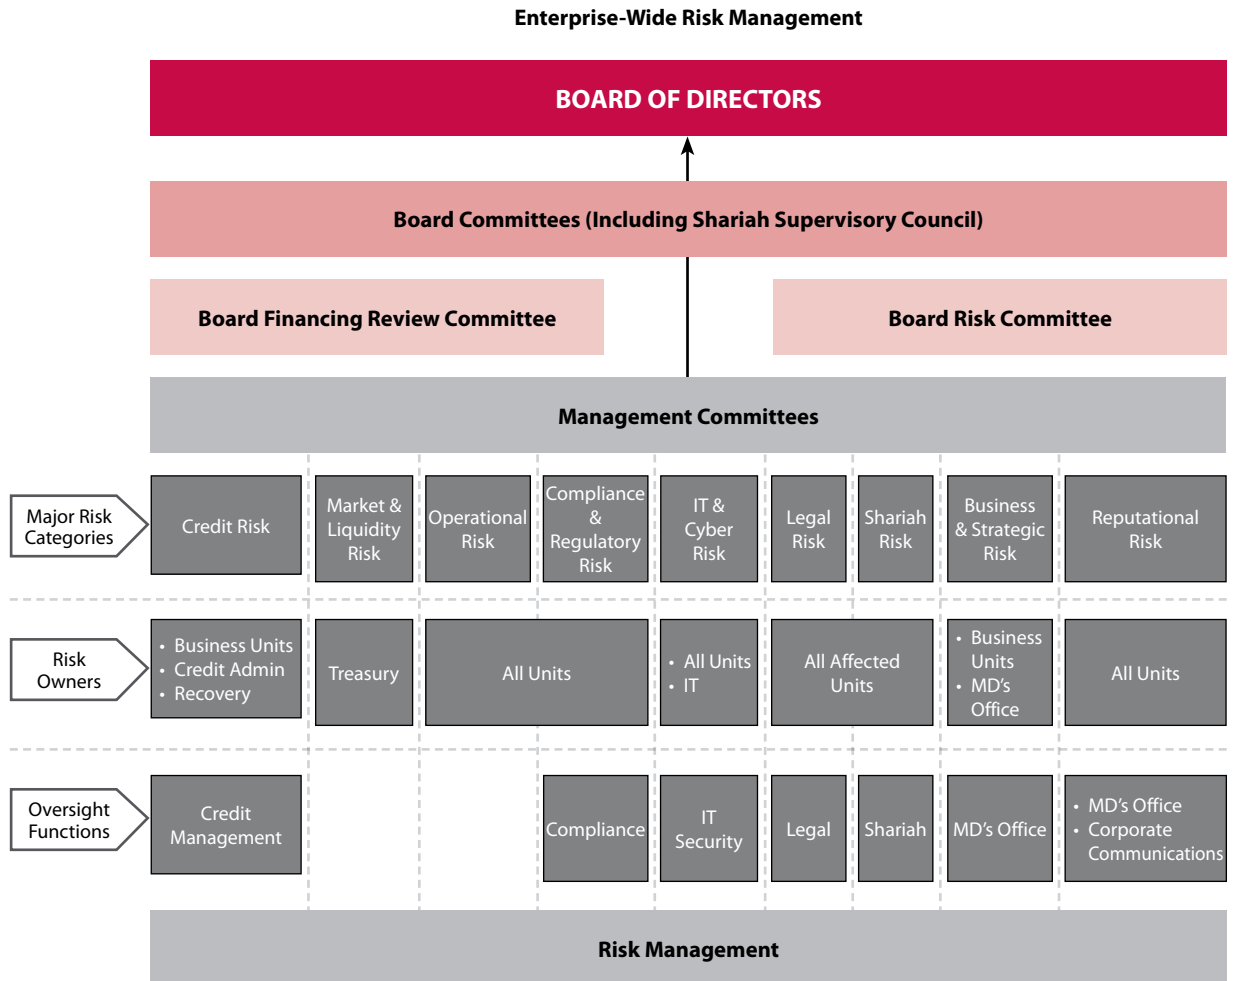 Enterprise-Wide Risk Management
BOARD OF DIRECTORS
Board Committees (Including Shariah Supervisory Council)
Board Financing Review Committee
Board Risk Committee
Management Committees
Major Risk
Categories
Credit Risk
Market &
Liquidity
Risk
Operational
Risk
Compliance
&
Regulatory
Risk
IT &
Cyber
Risk
Legal
Risk
Shariah
Risk
Business
& Strategic
Risk
Reputational
Risk
Risk
Owners
• Business Units
• Credit Admin
• Recovery
Treasury
All Units
• All Units
• IT
All Affected
Units
• Business
Units
• MD’s
Office
All Units
Oversight
Functions
Credit
Management
Compliance
IT
Security
Legal
Shariah
MD’s Office
• MD’s Office
• Corporate
Communications
Risk Management